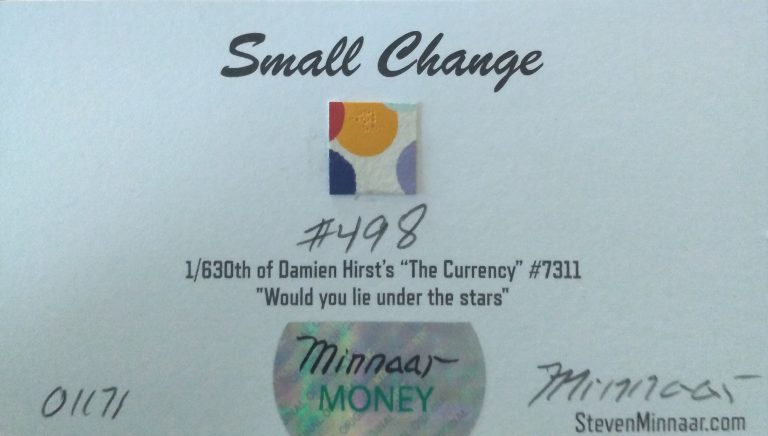 Small Change
#498
1/630th of Damien Hirst's "The Currency" #7311
"Would you lie under the stars"
Minnaar
MONEY
Minnaar
StevenMinnaar.com